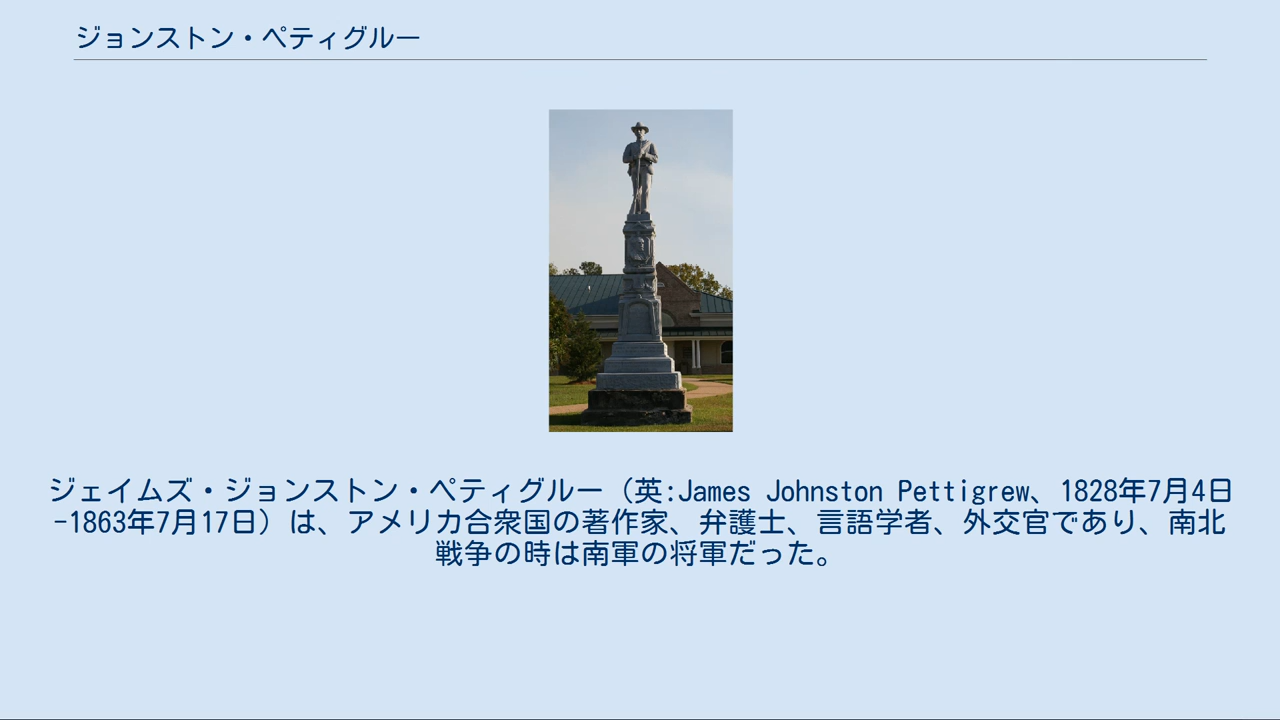 ジョンストン・ペティグルー
ジェイムズ・ジョンストン・ペティグルー（英:James Johnston Pettigrew、1828年7月4日
-1863年7月17日）は、アメリカ合衆国の著作家、弁護士、言語学者、外交官であり、南北
戦争の時は南軍の将軍だった。